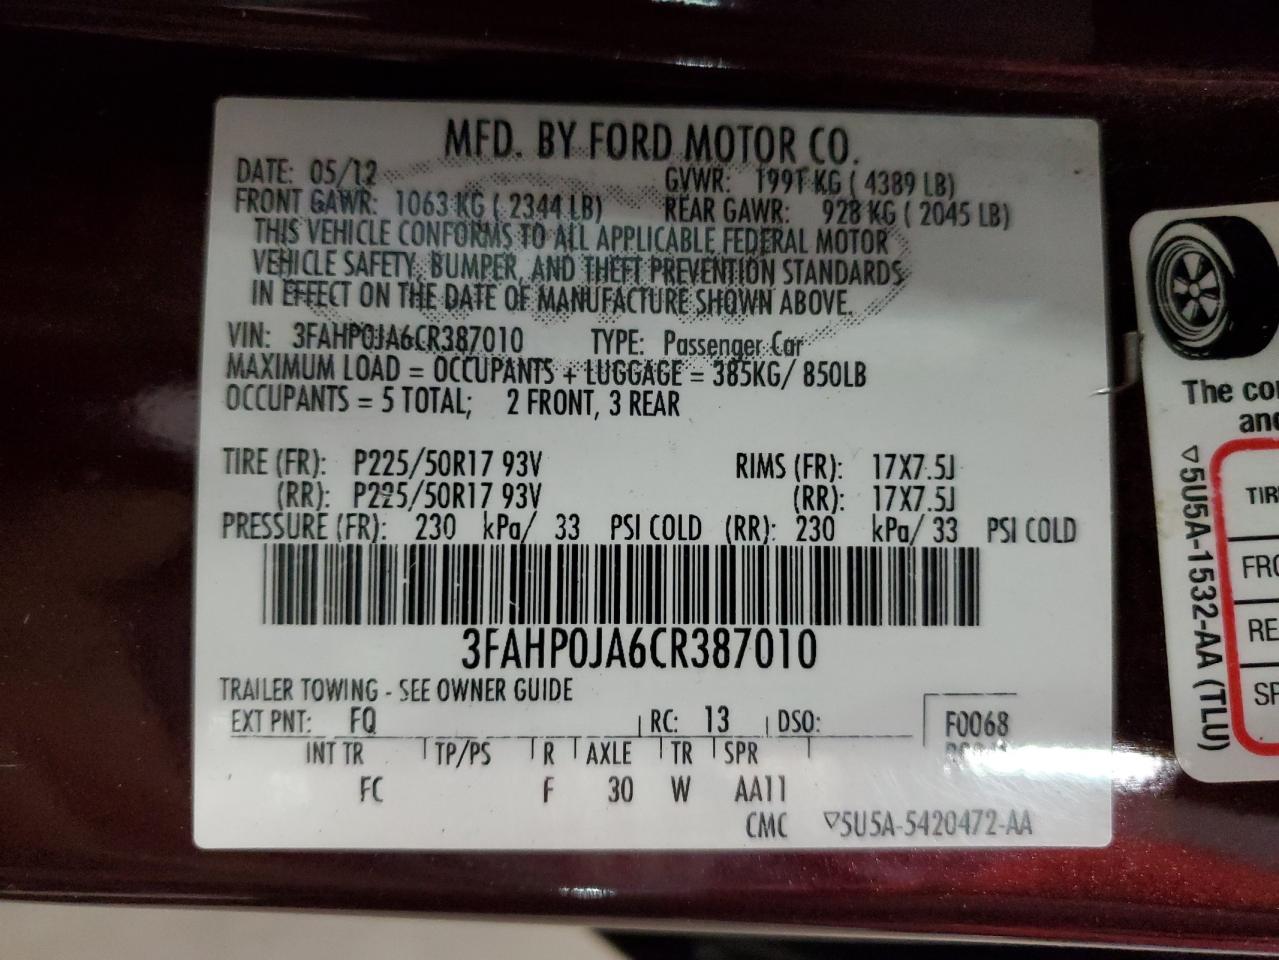 MFD. BY FORD MOTOR CO.
DATE: 05/12 GVWR: 1991 KG ( 4389 LB)
FRONT GAWR: 1063 KG ( 2344 LB) REAR GAWR: 928 KG ( 2045 LB)
THIS VEHICLE CONFORMS TO ALL APPLICABLE FEDERAL MOTOR
VEHICLE SAFETY, BUMPER, AND THEFT PREVENTION STANDARDS
IN EFFECT ON THE DATE OF MANUFACTURE SHOWN ABOVE.
VIN: 3FAHP0JA6CR387010 TYPE: Passenger Car
MAXIMUM LOAD = OCCUPANTS + LUGGAGE = 385KG/ 850LB
OCCUPANTS = 5 TOTAL; 2 FRONT, 3 REAR
TIRE (FR): P225/50R17 93V RIMS (FR): 17X7.5J
(RR): P225/50R17 93V (RR): 17X7.5J
PRESSURE (FR): 230 kPa/ 33 PSI COLD (RR): 230 kPa/ 33 PSI COLD
3FAHP0JA6CR387010
TRAILER TOWING - SEE OWNER GUIDE
EXT PNT: FQ RC: 13 DSO: F0068
INT TR TP/PS R AXLE TR SPR
FC F 30 W AA11
CMC ▽5U5A-5420472-AA
The co
and
▽5U5A-1532-AA (TLU)
TIR
FRO
RE
SP